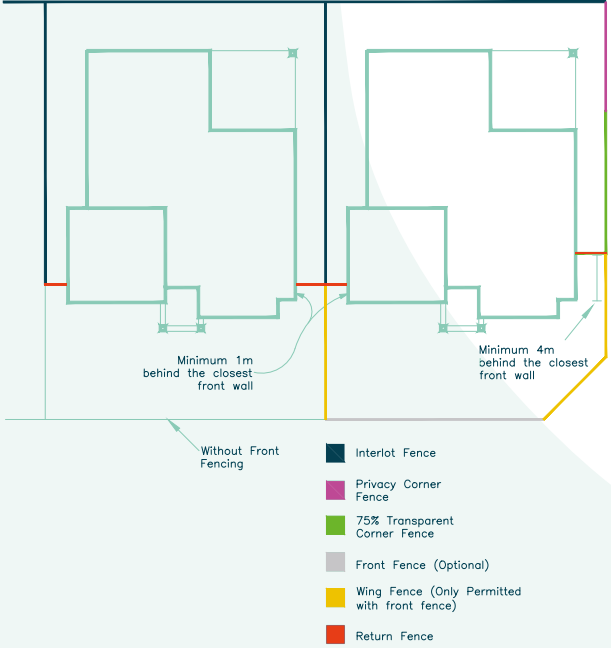 Minimum 1m
behind the closest
front wall
Minimum 4m
behind the closest
front wall
Without Front
Fencing
Interlot Fence
Privacy Corner
Fence
75% Transparent
Corner Fence
Front Fence (Optional)
Wing Fence (Only Permitted
with front fence)
Return Fence